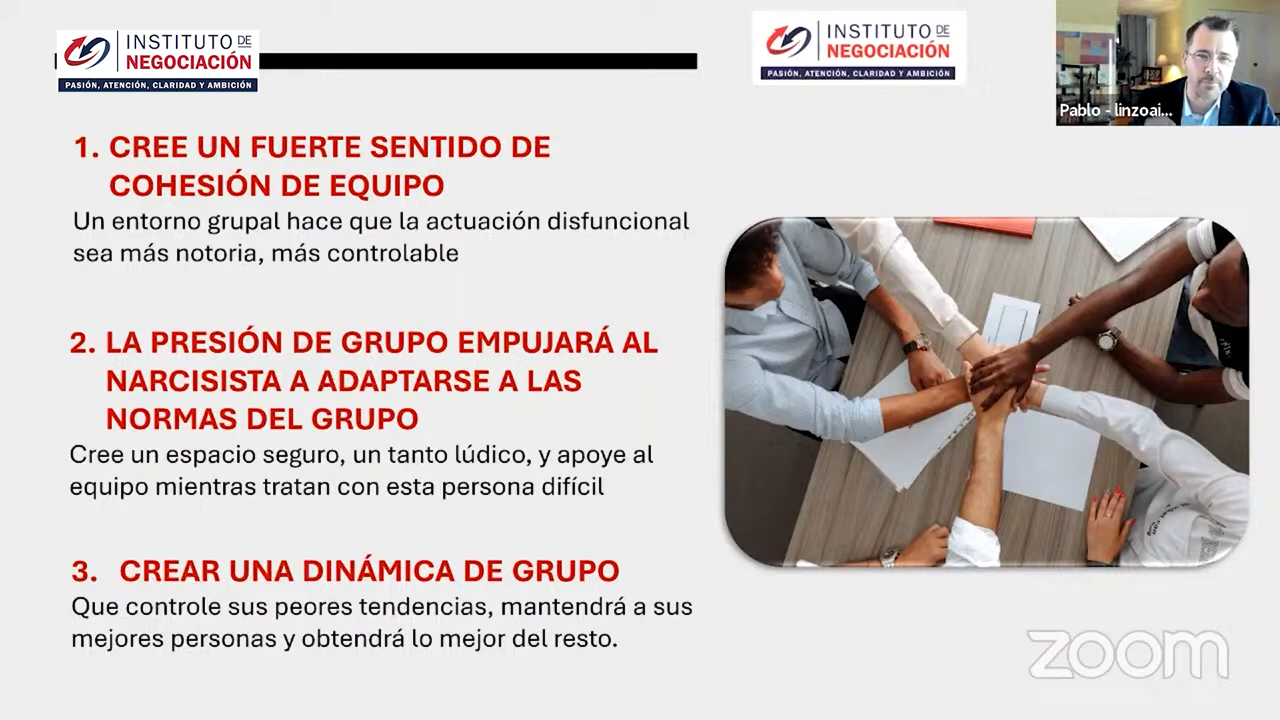 INSTITUTO DE
NEGOCIACIÓN
PASIÓN, ATENCIÓN, CLARIDAD Y AMBICIÓN
INSTITUTO DE
NEGOCIACIÓN
PASIÓN, ATENCIÓN, CLARIDAD Y AMBICIÓN
Pablo - linzoai...
1. CREE UN FUERTE SENTIDO DE
COHESIÓN DE EQUIPO
Un entorno grupal hace que la actuación disfuncional
sea más notoria, más controlable
2. LA PRESIÓN DE GRUPO EMPUJARÁ AL
NARCISISTA A ADAPTARSE A LAS
NORMAS DEL GRUPO
Cree un espacio seguro, un tanto lúdico, y apoye al
equipo mientras tratan con esta persona difícil
3. CREAR UNA DINÁMICA DE GRUPO
Que controle sus peores tendencias, mantendrá a sus
mejores personas y obtendrá lo mejor del resto.
zoom